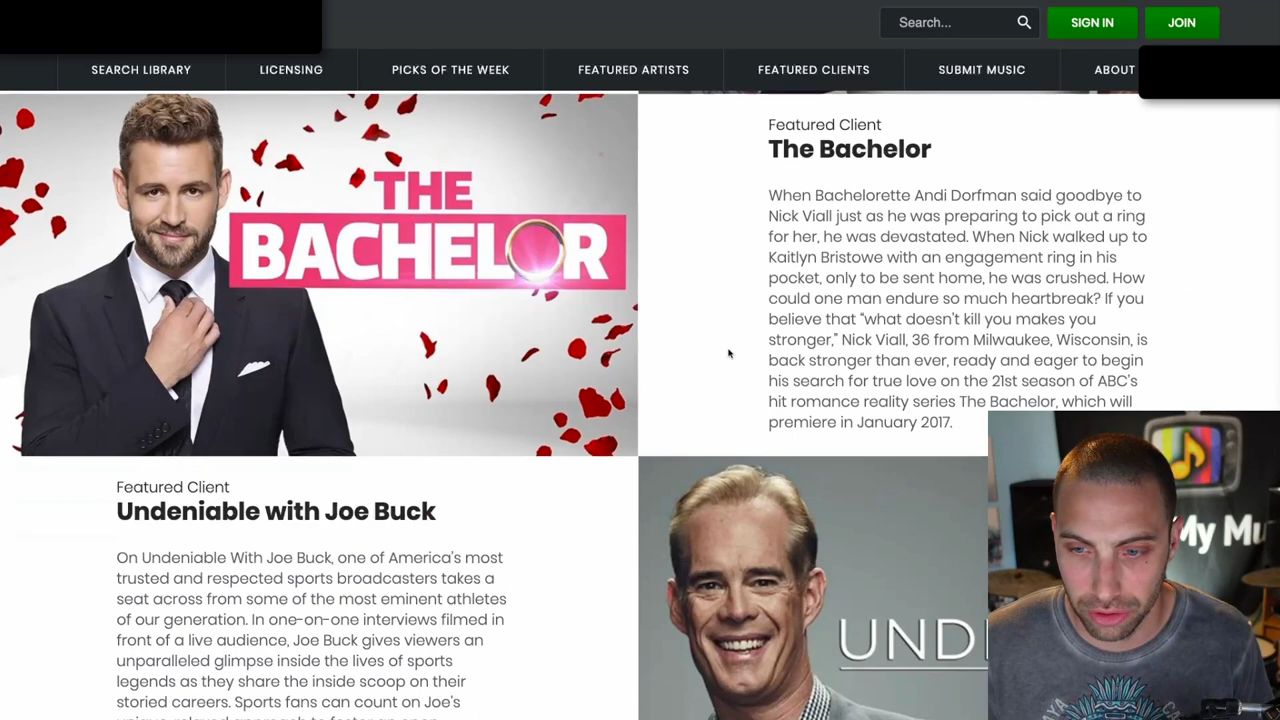 Search...
SIGN IN
JOIN
SEARCH LIBRARY
LICENSING
PICKS OF THE WEEK
FEATURED ARTISTS
FEATURED CLIENTS
SUBMIT MUSIC
ABOUT
THE
BACHELOR
Featured Client
The Bachelor
When Bachelorette Andi Dorfman said goodbye to
Nick Viall just as he was preparing to pick out a ring
for her, he was devastated. When Nick walked up to
Kaitlyn Bristowe with an engagement ring in his
pocket, only to be sent home, he was crushed. How
could one man endure so much heartbreak? If you
believe that “what doesn’t kill you makes you
stronger,” Nick Viall, 36 from Milwaukee, Wisconsin, is
back stronger than ever, ready and eager to begin
his search for true love on the 21st season of ABC’s
hit romance reality series The Bachelor, which will
premiere in January 2017.
Featured Client
Undeniable with Joe Buck
On Undeniable With Joe Buck, one of America’s most
trusted and respected sports broadcasters takes a
seat across from some of the most eminent athletes
of our generation. In one-on-one interviews filmed in
front of a live audience, Joe Buck gives viewers an
unparalleled glimpse inside the lives of sports
legends as they share the inside scoop on their
storied careers. Sports fans can count on Joe’s
UND
My Mu